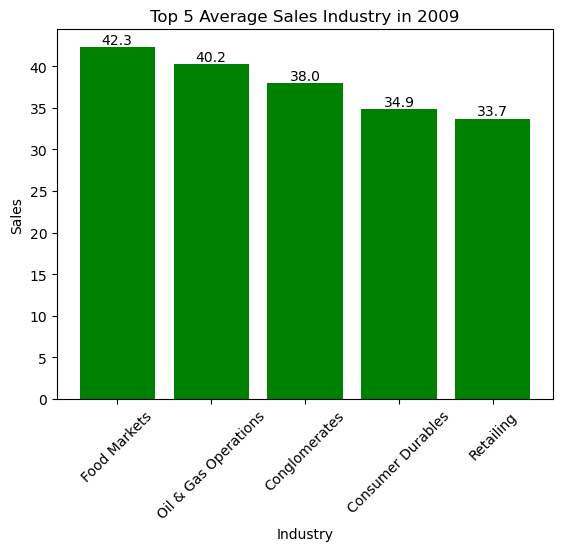 Top 5 Average Sales Industry in 2009
42.3
40.2
38.0
34.9
33.7
Sales
40
35
30
25
20
15
10
5
0
Food Markets
Oil & Gas Operations
Conglomerates
Consumer Durables
Retailing
Industry